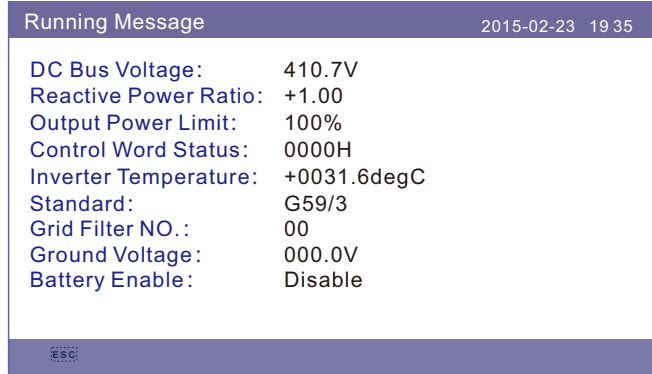 Running Message 2015-02-23 19 35
DC Bus Voltage: 410.7V
Reactive Power Ratio: +1.00
Output Power Limit: 100%
Control Word Status: 0000H
Inverter Temperature: +0031.6degC
Standard: G59/3
Grid Filter NO.: 00
Ground Voltage: 000.0V
Battery Enable: Disable
ESC